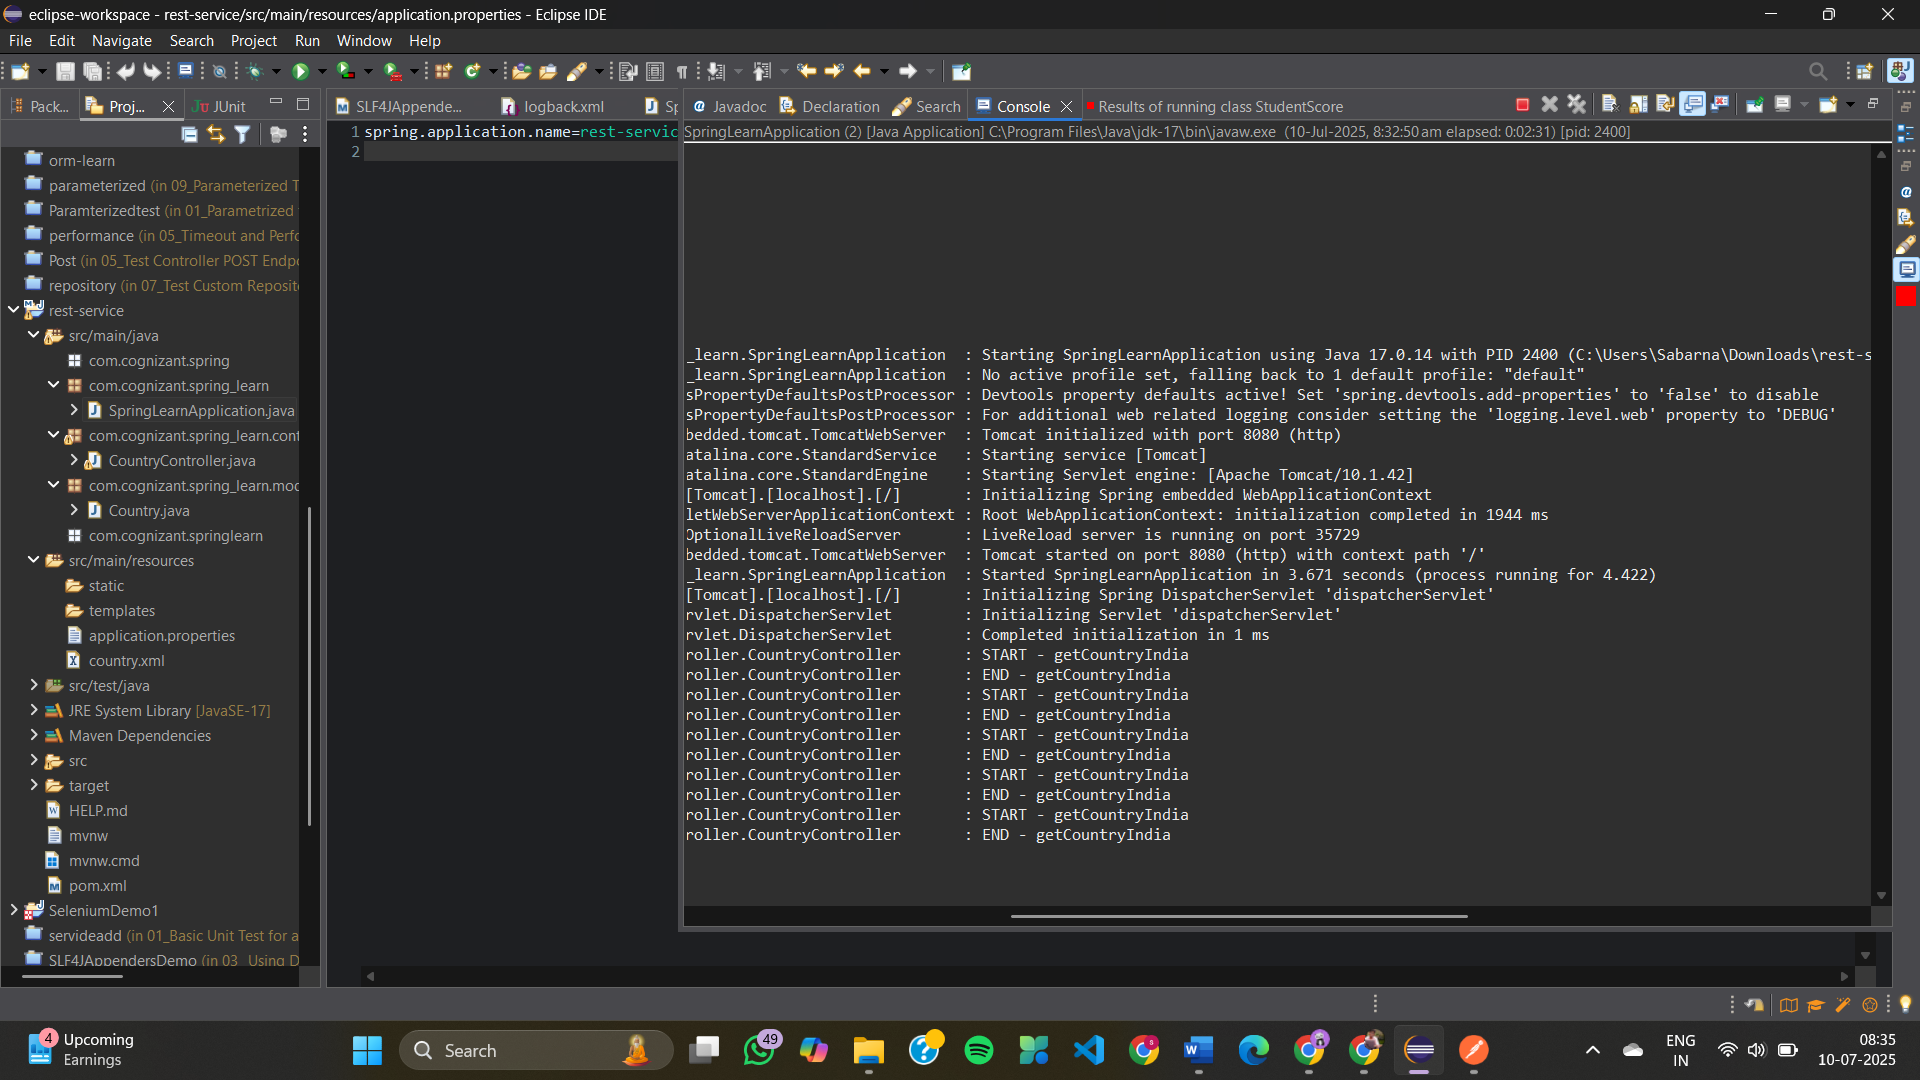 eclipse-workspace - rest-service/src/main/resources/application.properties - Eclipse IDE
File Edit Navigate Search Project Run Window Help
Pack... Proj... JUnit
SLF4JAppende... logback.xml Sp
Javadoc Declaration Search Console Results of running class StudentScore
SpringLearnApplication (2) [Java Application] C:\Program Files\Java\jdk-17\bin\javaw.exe (10-Jul-2025, 8:32:50 am elapsed: 0:02:31) [pid: 2400]
1 spring.application.name=rest-servic
2
orm-learn
parameterized (in 09_Parameterized T
Paramterizedtest (in 01_Parametrized
performance (in 05_Timeout and Perfo
Post (in 05_Test Controller POST Endpo
repository (in 07_Test Custom Reposit
rest-service
src/main/java
com.cognizant.spring
com.cognizant.spring_learn
SpringLearnApplication.java
com.cognizant.spring_learn.cont
CountryController.java
com.cognizant.spring_learn.moc
Country.java
com.cognizant.springlearn
src/main/resources
static
templates
application.properties
country.xml
src/test/java
JRE System Library [JavaSE-17]
Maven Dependencies
src
target
HELP.md
mvnw
mvnw.cmd
pom.xml
SeleniumDemo1
servideadd (in 01_Basic Unit Test for a
SLF4JAppendersDemo (in 03_Using D
_learn.SpringLearnApplication : Starting SpringLearnApplication using Java 17.0.14 with PID 2400 (C:\Users\Sabarna\Downloads\rest-s
_learn.SpringLearnApplication : No active profile set, falling back to 1 default profile: "default"
sPropertyDefaultsPostProcessor : Devtools property defaults active! Set 'spring.devtools.add-properties' to 'false' to disable
sPropertyDefaultsPostProcessor : For additional web related logging consider setting the 'logging.level.web' property to 'DEBUG'
bedded.tomcat.TomcatWebServer : Tomcat initialized with port 8080 (http)
atalina.core.StandardService : Starting service [Tomcat]
atalina.core.StandardEngine : Starting Servlet engine: [Apache Tomcat/10.1.42]
[Tomcat].[localhost].[/] : Initializing Spring embedded WebApplicationContext
letWebServerApplicationContext : Root WebApplicationContext: initialization completed in 1944 ms
OptionalLiveReloadServer : LiveReload server is running on port 35729
bedded.tomcat.TomcatWebServer : Tomcat started on port 8080 (http) with context path '/'
_learn.SpringLearnApplication : Started SpringLearnApplication in 3.671 seconds (process running for 4.422)
[Tomcat].[localhost].[/] : Initializing Spring DispatcherServlet 'dispatcherServlet'
rvlet.DispatcherServlet : Initializing Servlet 'dispatcherServlet'
rvlet.DispatcherServlet : Completed initialization in 1 ms
roller.CountryController : START - getCountryIndia
roller.CountryController : END - getCountryIndia
roller.CountryController : START - getCountryIndia
roller.CountryController : END - getCountryIndia
roller.CountryController : START - getCountryIndia
roller.CountryController : END - getCountryIndia
roller.CountryController : START - getCountryIndia
roller.CountryController : END - getCountryIndia
roller.CountryController : START - getCountryIndia
roller.CountryController : END - getCountryIndia
4 Upcoming
Earnings
Search
49
ENG
IN
08:35
10-07-2025